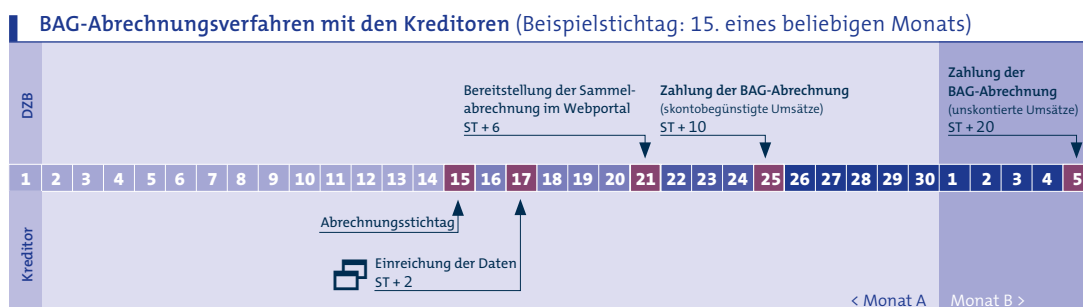 BAG-Abrechnungsverfahren mit den Kreditoren (Beispielstichtag: 15. eines beliebigen Monats)
DZB
Bereitstellung der Sammel-
abrechnung im Webportal
ST + 6
Zahlung der BAG-Abrechnung
(skontobegünstigte Umsätze)
ST + 10
Zahlung der
BAG-Abrechnung
(unskontierte Umsätze)
ST + 20
1 2 3 4 5 6 7 8 9 10 11 12 13 14 15 16 17 18 19 20 21 22 23 24 25 26 27 28 29 30 1 2 3 4 5
Kreditor
Abrechnungsstichtag
Einreichung der Daten
ST + 2
< Monat A
Monat B >